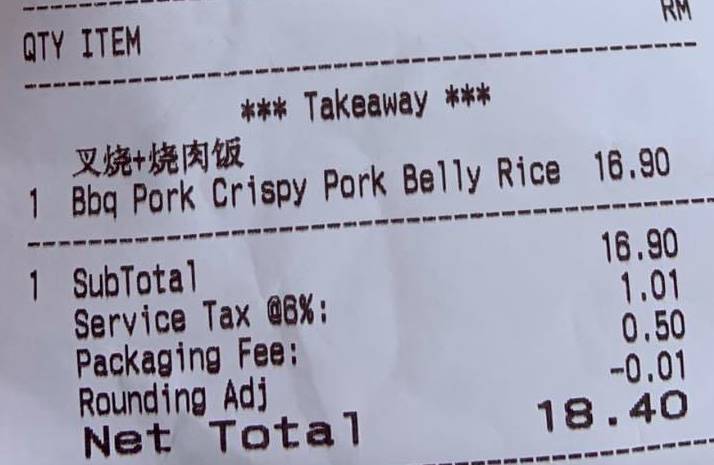 RM
QTY ITEM
*** Takeaway ***
叉烧+烧肉饭
1 Bbq Pork Crispy Pork Belly Rice 16.90
1 SubTotal 16.90
Service Tax @6%: 1.01
Packaging Fee: 0.50
Rounding Adj -0.01
Net Total 18.40